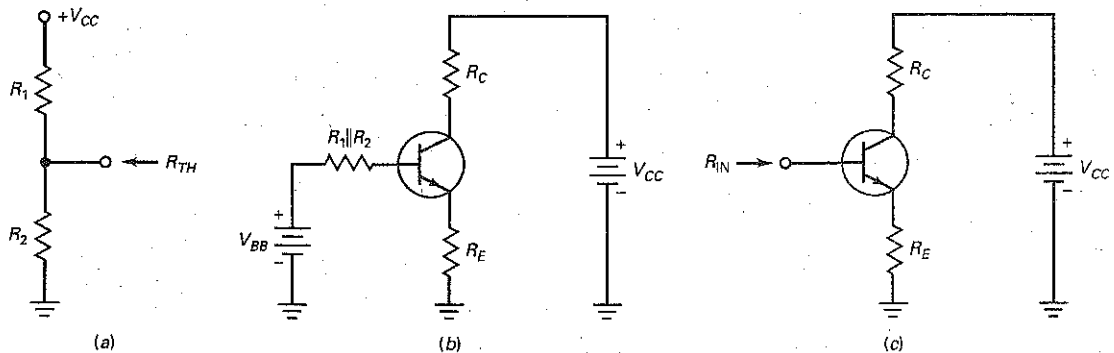 +V_CC
R_1
R_TH
R_2
(a)
R_C
R_1||R_2
+
V_CC
-
+
V_BB
-
R_E
(b)
R_C
R_IN
+
V_CC
-
R_E
(c)